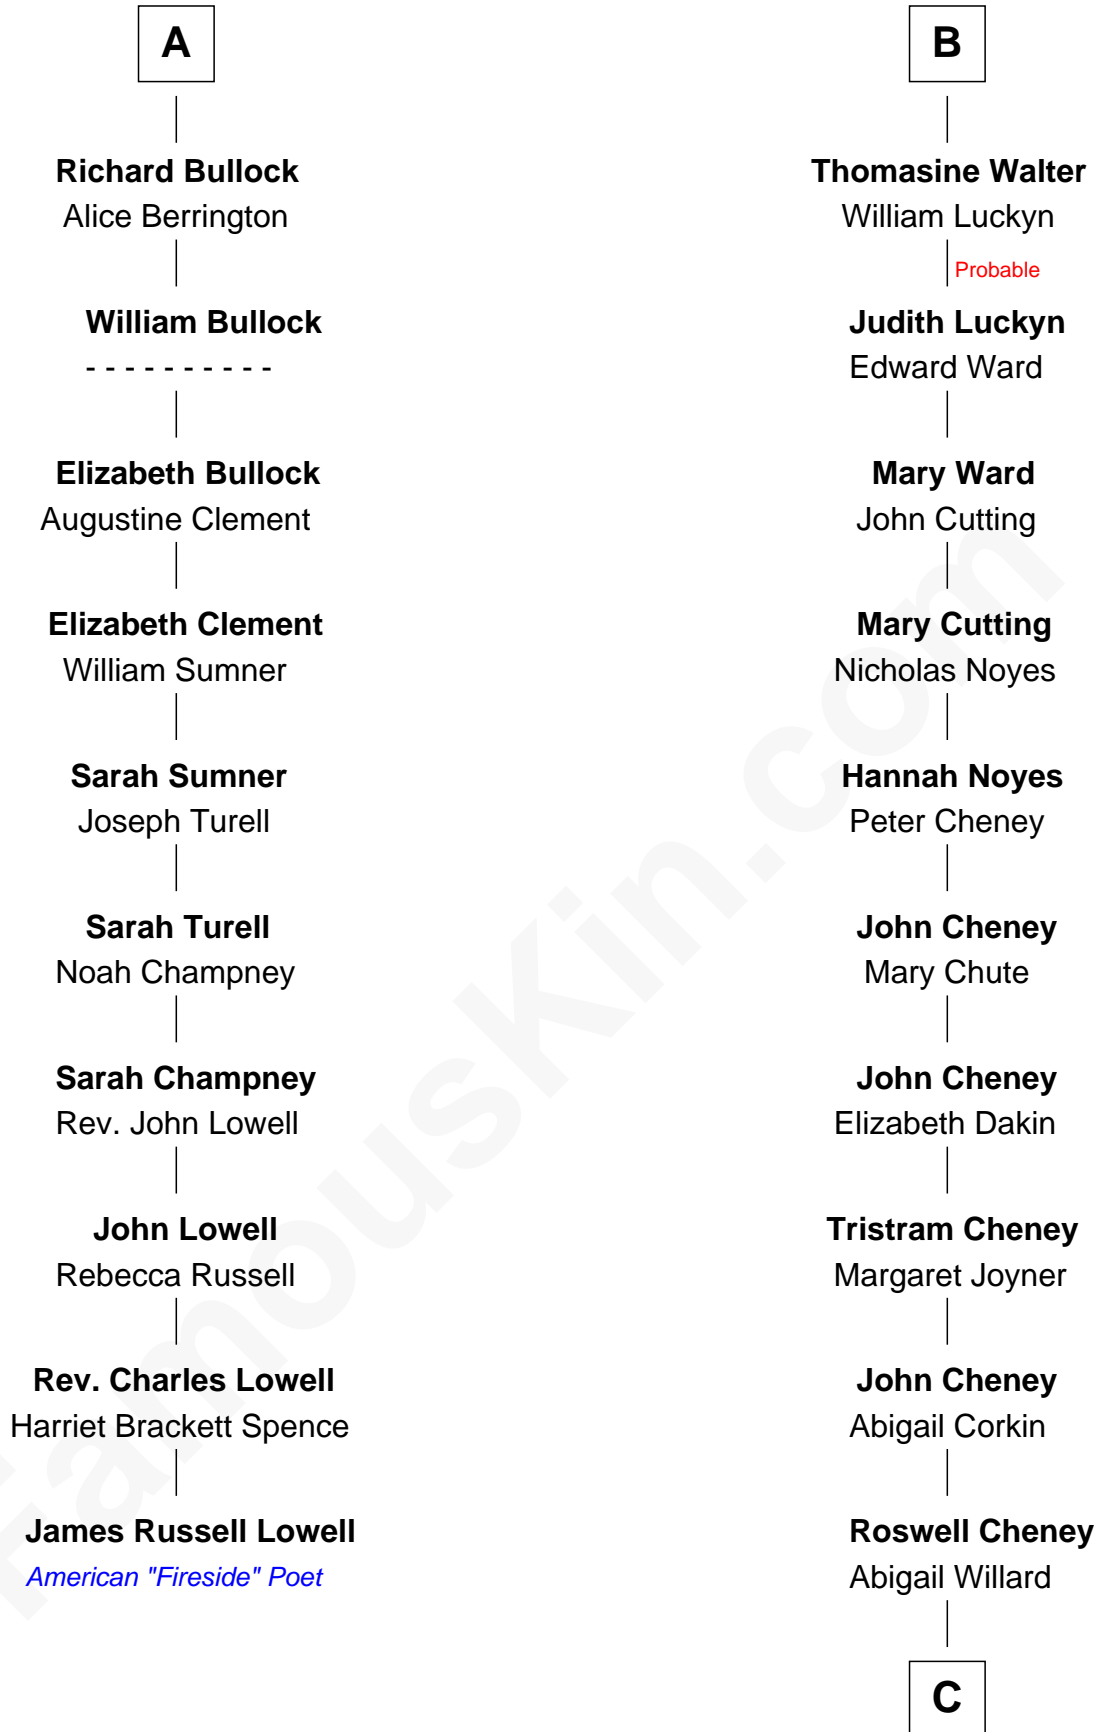 A
Richard Bullock
Alice Berrington
William Bullock
- - - - - - - - - -
Elizabeth Bullock
Augustine Clement
Elizabeth Clement
William Sumner
Sarah Sumner
Joseph Turell
Sarah Turell
Noah Champney
Sarah Champney
Rev. John Lowell
John Lowell
Rebecca Russell
Rev. Charles Lowell
Harriet Brackett Spence
James Russell Lowell
American "Fireside" Poet
B
Thomasine Walter
William Luckyn
Probable
Judith Luckyn
Edward Ward
Mary Ward
John Cutting
Mary Cutting
Nicholas Noyes
Hannah Noyes
Peter Cheney
John Cheney
Mary Chute
John Cheney
Elizabeth Dakin
Tristram Cheney
Margaret Joyner
John Cheney
Abigail Corkin
Roswell Cheney
Abigail Willard
C
FamousKin.com